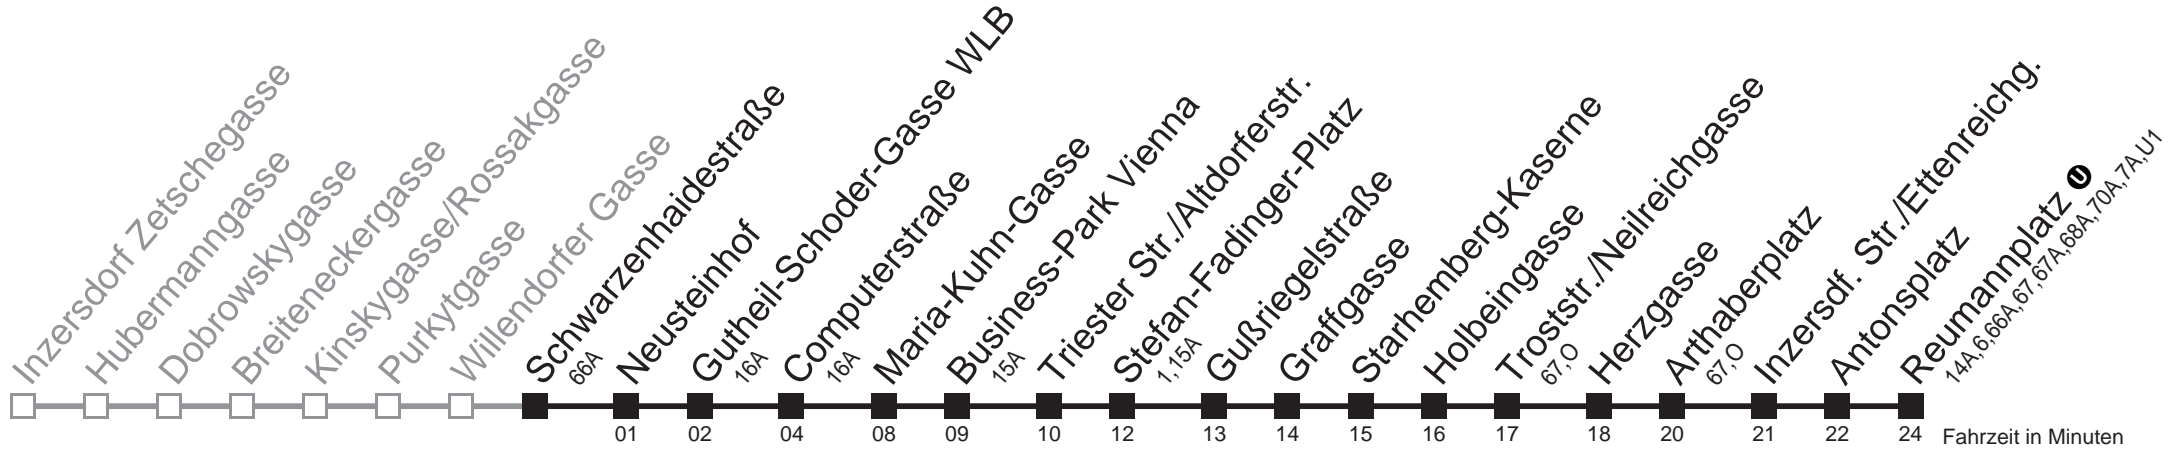 Inzersdorf Zetschegasse
Hubermanngasse
Dobrowskygasse
Breiteneckergasse
Kinskygasse/Rossakgasse
Purkytgasse
Willendorfer Gasse
Schwarzenhaidestraße
66A
Neusteinhof
Gutheil-Schoder-Gasse WLB
16A
Computerstraße
16A
Maria-Kuhn-Gasse
Business-Park Vienna
15A
Triester Str./Altdorferstr.
Stefan-Fadinger-Platz
1,15A
Gußriegelstraße
Graffgasse
Starhemberg-Kaserne
Holbeingasse
Troststr./Neilreichgasse
67,O
Herzgasse
Arthaberplatz
67,O
Inzersdf. Str./Ettenreichg.
Antonsplatz
Reumannplatz U
14A,6,66A,67,67A,68A,70A,7A,U1
01 02 04 08 09 10 12 13 14 15 16 17 18 20 21 22 24 Fahrzeit in Minuten